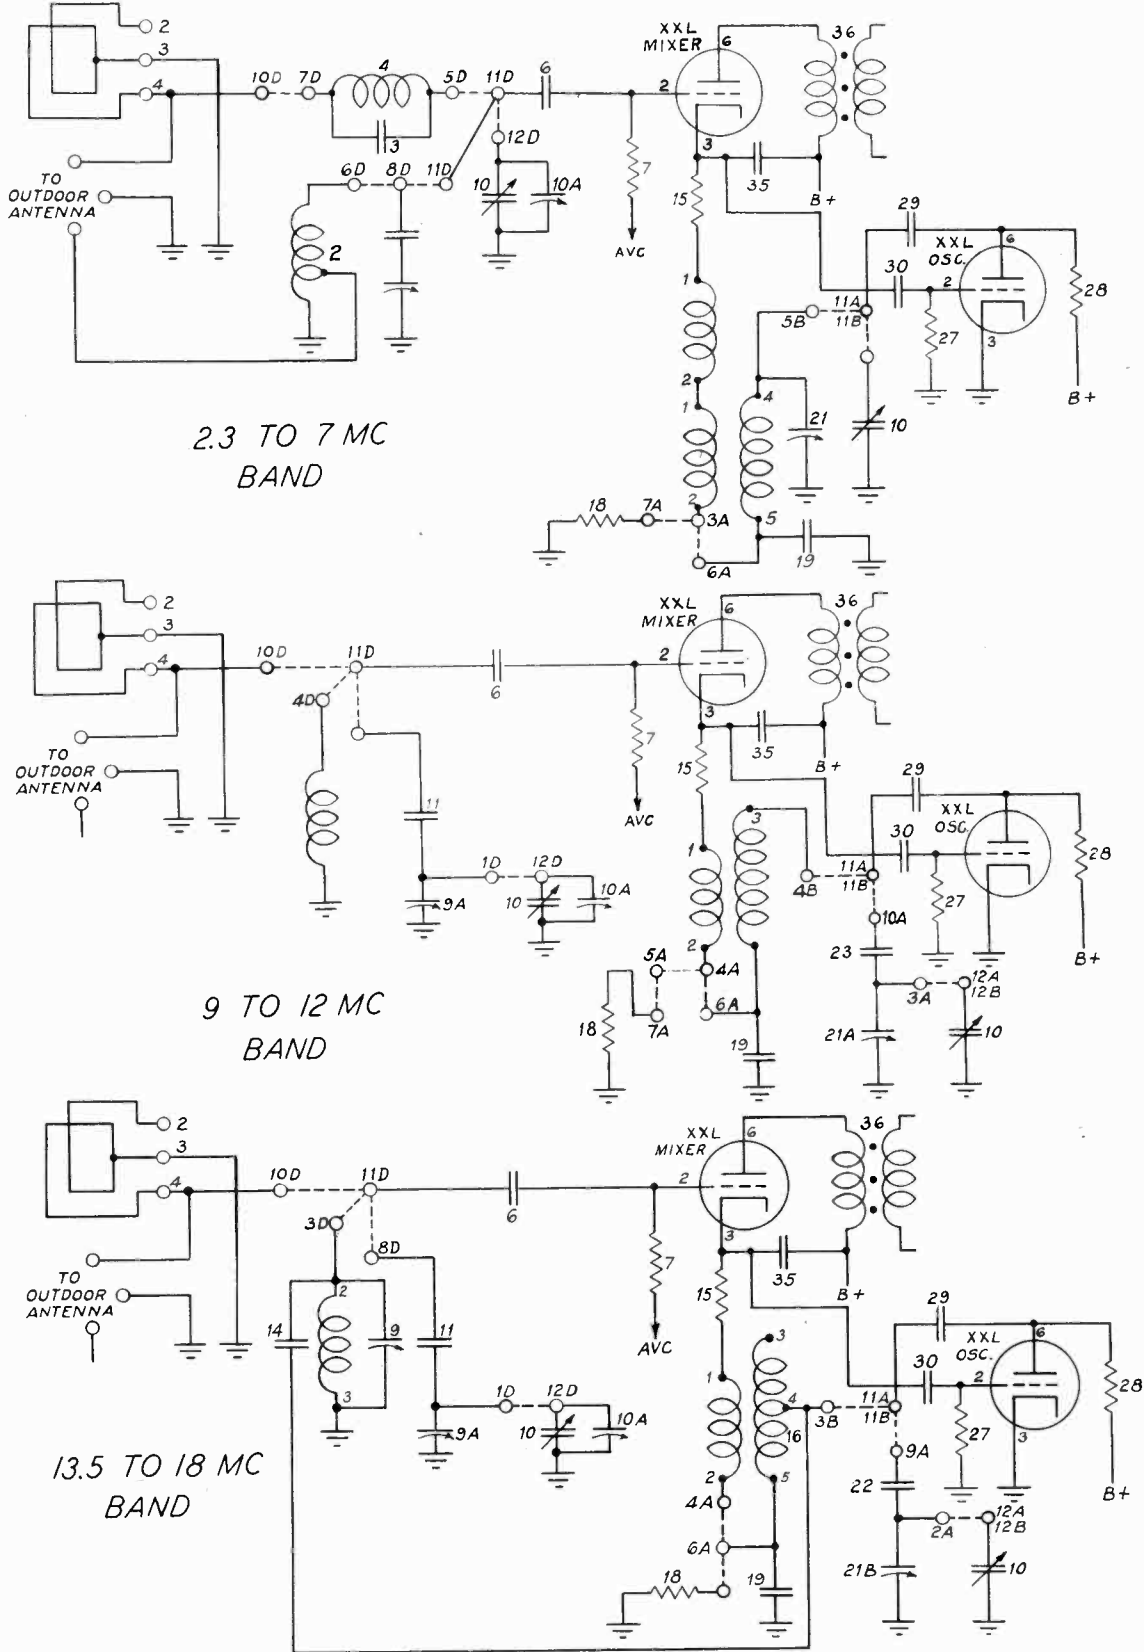 2
3
4
TO
OUTDOOR
ANTENNA
10D
7D
4
3
5D
11D
12D
6
6D
8D
11D
10
10A
2
7
AVC
XXL
MIXER
2
6
3
36
35
B+
15
1
2
1
2
18
7A
3A
6A
4
5
21
19
5B
11A
11B
10
29
30
XXL
OSC.
2
6
3
27
28
B+
2.3 TO 7 MC
BAND
2
3
4
TO
OUTDOOR
ANTENNA
10D
11D
4D
6
11
9A
1D
12D
10
10A
7
AVC
XXL
MIXER
2
6
3
36
35
B+
15
1
2
3
5A
4A
7A
6A
18
19
4B
11A
11B
10A
23
3A
12A
12B
21A
10
29
30
XXL
OSC.
27
28
B+
9 TO 12 MC
BAND
2
3
4
TO
OUTDOOR
ANTENNA
10D
11D
3D
8D
6
14
2
3
9
11
9A
1D
12D
10
10A
7
AVC
XXL
MIXER
2
6
3
36
35
B+
15
1
2
3
4
16
5
4A
6A
18
19
3B
11A
11B
9A
22
2A
12A
12B
21B
10
29
30
XXL
OSC.
2
6
3
27
28
B+
13.5 TO 18 MC
BAND